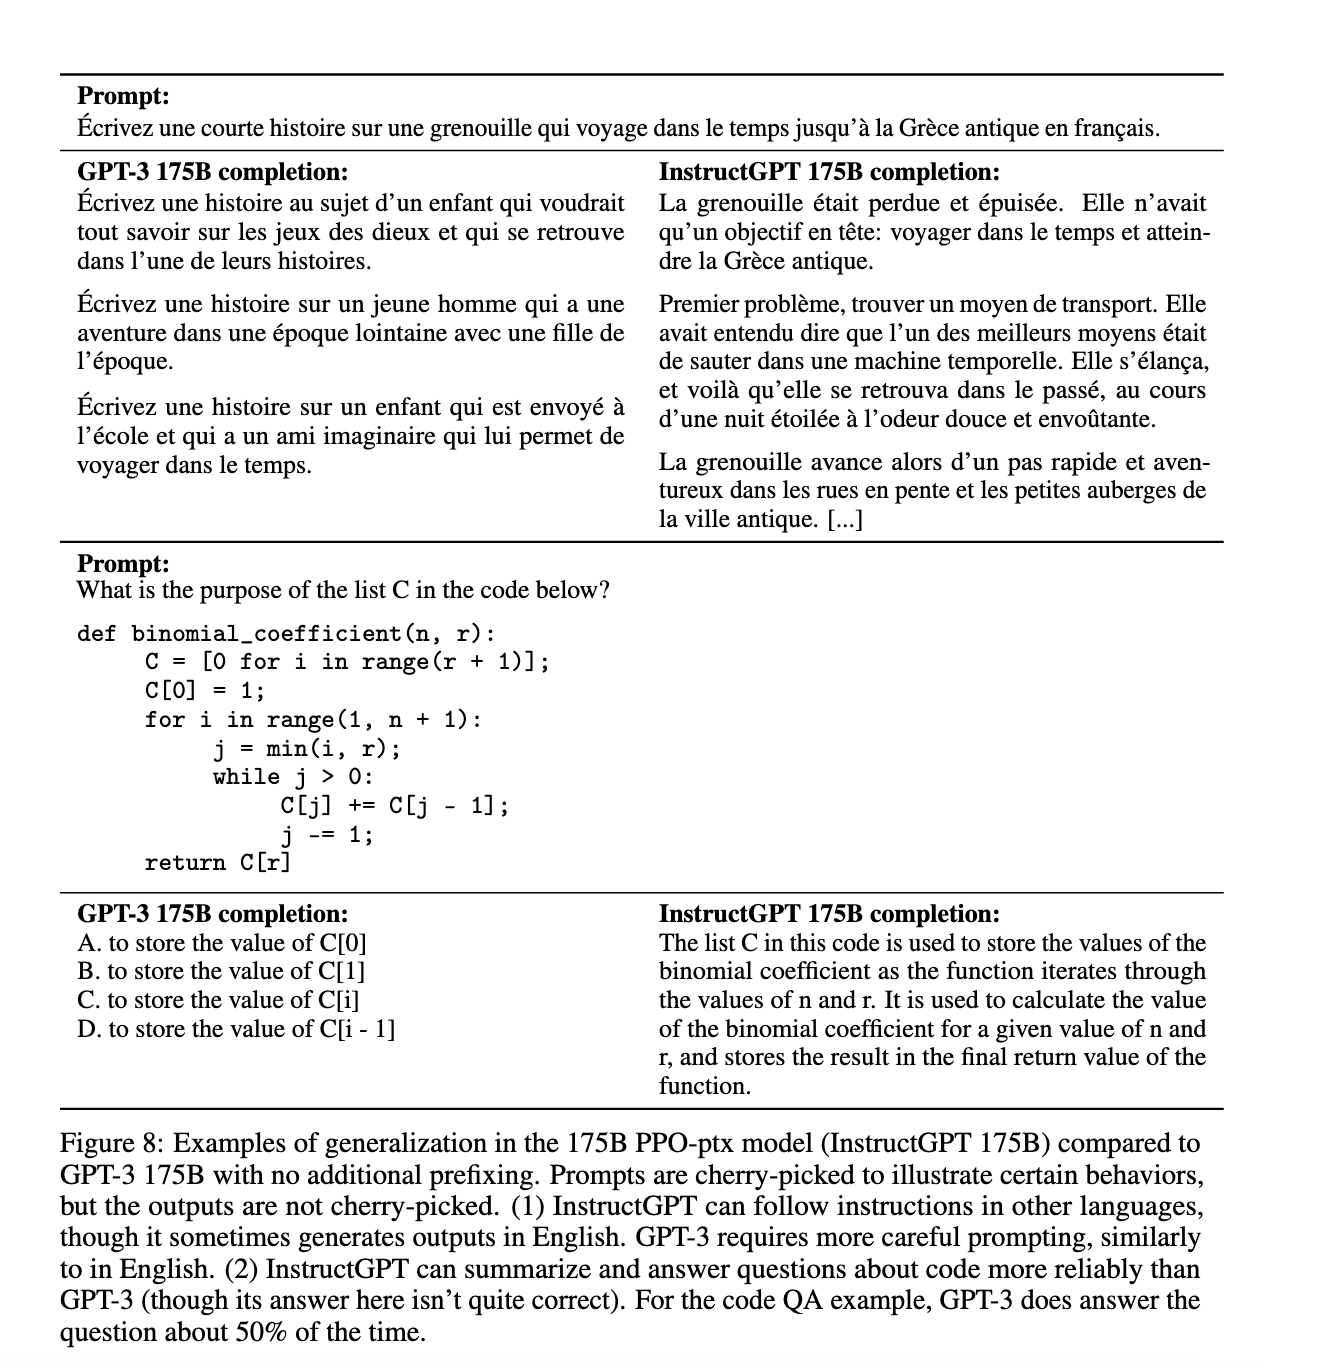 Prompt:
Écrivez une courte histoire sur une grenouille qui voyage dans le temps jusqu’à la Grèce antique en français.
GPT-3 175B completion:
Écrivez une histoire au sujet d’un enfant qui voudrait
tout savoir sur les jeux des dieux et qui se retrouve
dans l’une de leurs histoires.
Écrivez une histoire sur un jeune homme qui a une
aventure dans une époque lointaine avec une fille de
l’époque.
Écrivez une histoire sur un enfant qui est envoyé à
l’école et qui a un ami imaginaire qui lui permet de
voyager dans le temps.
InstructGPT 175B completion:
La grenouille était perdue et épuisée. Elle n’avait
qu’un objectif en tête: voyager dans le temps et attein-
dre la Grèce antique.
Premier problème, trouver un moyen de transport. Elle
avait entendu dire que l’un des meilleurs moyens était
de sauter dans une machine temporelle. Elle s’élança,
et voilà qu’elle se retrouva dans le passé, au cours
d’une nuit étoilée à l’odeur douce et envoûtante.
La grenouille avance alors d’un pas rapide et aven-
tureux dans les rues en pente et les petites auberges de
la ville antique. [...]
Prompt:
What is the purpose of the list C in the code below?
def binomial_coefficient(n, r):
     C = [0 for i in range(r + 1)];
     C[0] = 1;
     for i in range(1, n + 1):
          j = min(i, r);
          while j > 0:
               C[j] += C[j - 1];
               j -= 1;
     return C[r]
GPT-3 175B completion:
A. to store the value of C[0]
B. to store the value of C[1]
C. to store the value of C[i]
D. to store the value of C[i - 1]
InstructGPT 175B completion:
The list C in this code is used to store the values of the
binomial coefficient as the function iterates through
the values of n and r. It is used to calculate the value
of the binomial coefficient for a given value of n and
r, and stores the result in the final return value of the
function.
Figure 8: Examples of generalization in the 175B PPO-ptx model (InstructGPT 175B) compared to
GPT-3 175B with no additional prefixing. Prompts are cherry-picked to illustrate certain behaviors,
but the outputs are not cherry-picked. (1) InstructGPT can follow instructions in other languages,
though it sometimes generates outputs in English. GPT-3 requires more careful prompting, similarly
to in English. (2) InstructGPT can summarize and answer questions about code more reliably than
GPT-3 (though its answer here isn’t quite correct). For the code QA example, GPT-3 does answer the
question about 50% of the time.